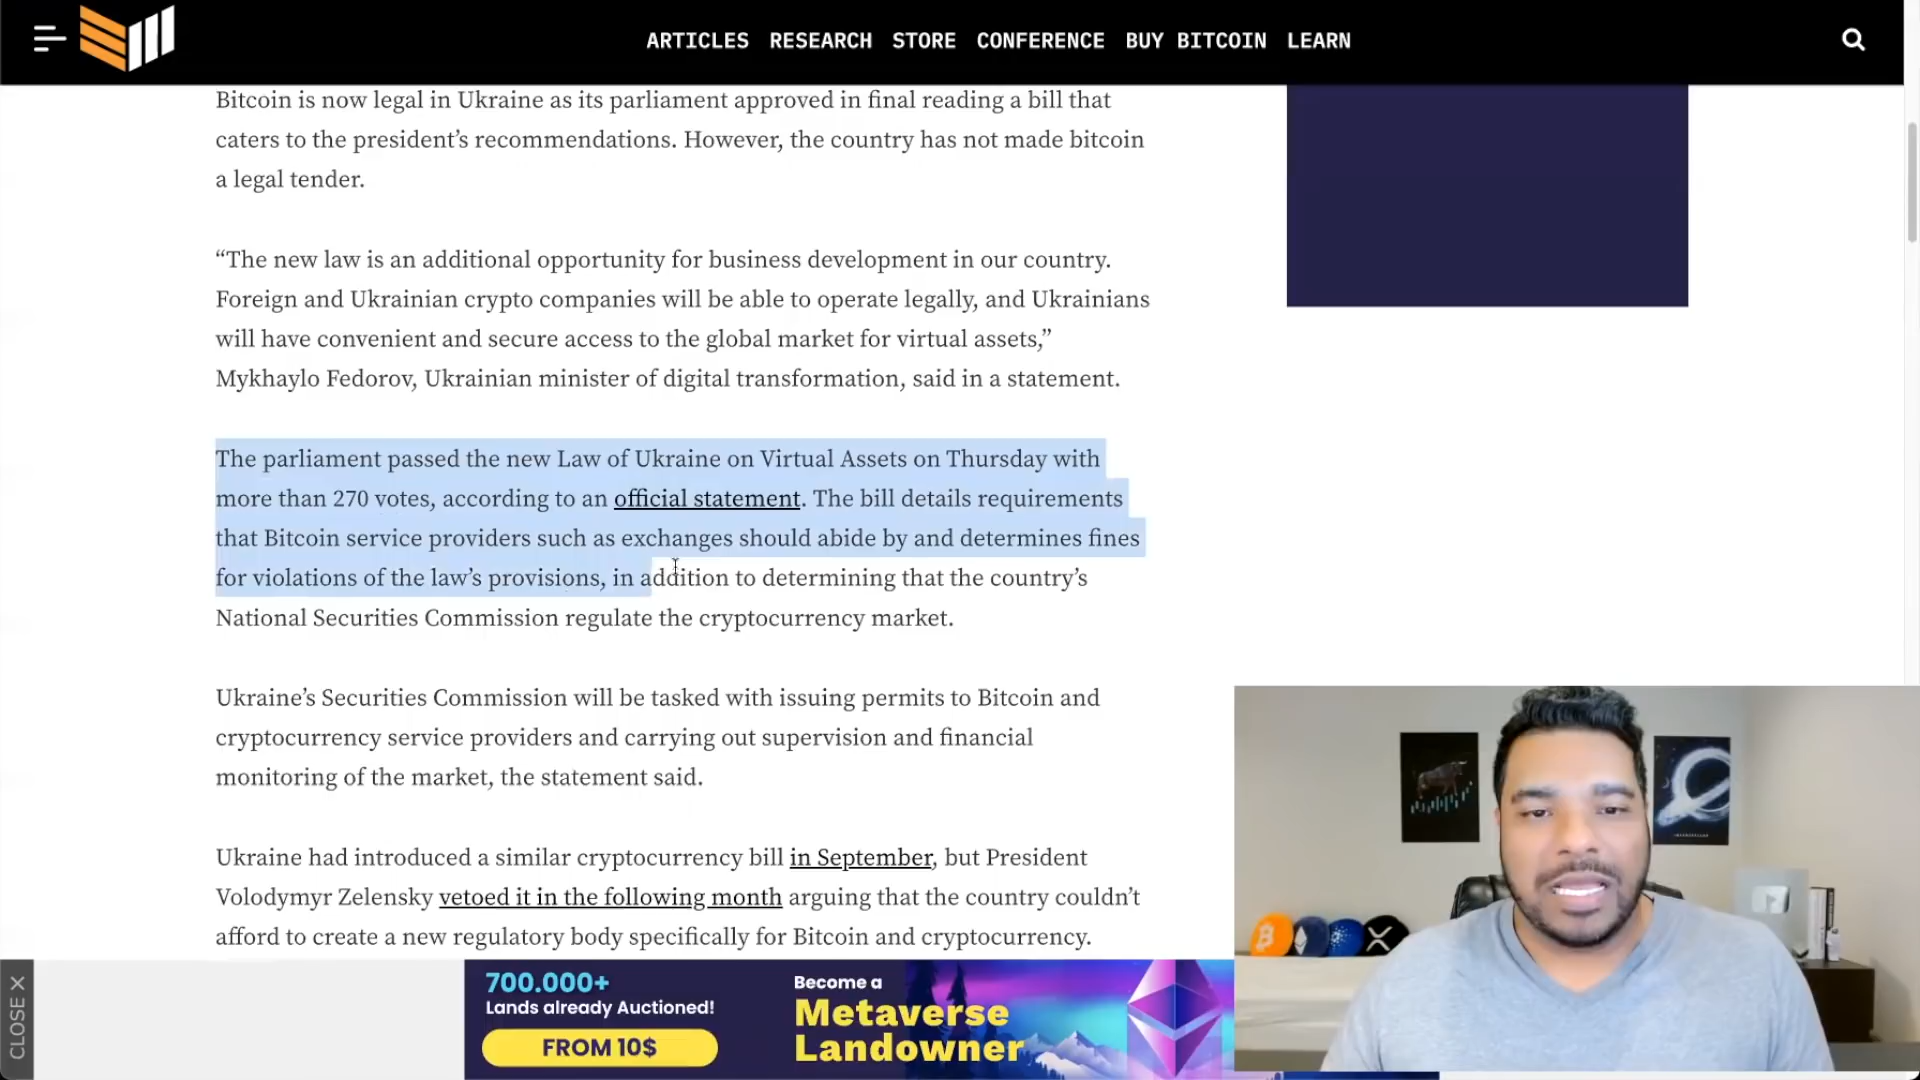 ARTICLES RESEARCH STORE CONFERENCE BUY BITCOIN LEARN
Bitcoin is now legal in Ukraine as its parliament approved in final reading a bill that
caters to the president’s recommendations. However, the country has not made bitcoin
a legal tender.
“The new law is an additional opportunity for business development in our country.
Foreign and Ukrainian crypto companies will be able to operate legally, and Ukrainians
will have convenient and secure access to the global market for virtual assets,”
Mykhaylo Fedorov, Ukrainian minister of digital transformation, said in a statement.
The parliament passed the new Law of Ukraine on Virtual Assets on Thursday with
more than 270 votes, according to an official statement. The bill details requirements
that Bitcoin service providers such as exchanges should abide by and determines fines
for violations of the law’s provisions, in addition to determining that the country’s
National Securities Commission regulate the cryptocurrency market.
Ukraine’s Securities Commission will be tasked with issuing permits to Bitcoin and
cryptocurrency service providers and carrying out supervision and financial
monitoring of the market, the statement said.
Ukraine had introduced a similar cryptocurrency bill in September, but President
Volodymyr Zelensky vetoed it in the following month arguing that the country couldn’t
afford to create a new regulatory body specifically for Bitcoin and cryptocurrency.
CLOSE X
700.000+
Lands already Auctioned!
FROM 10$
Become a
Metaverse
Landowner